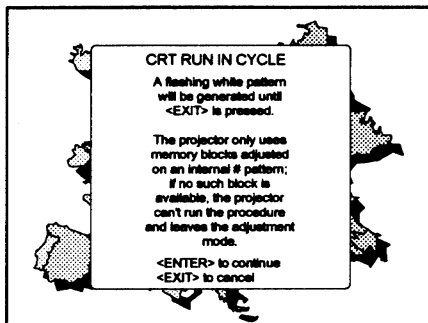 CRT RUN IN CYCLE
A flashing white pattern
will be generated until
<EXIT> is pressed.
The projector only uses
memory blocks adjusted
on an internal # pattern;
if no such block is
available, the projector
can't run the procedure
and leaves the adjustment
mode.
<ENTER> to continue
<EXIT> to cancel